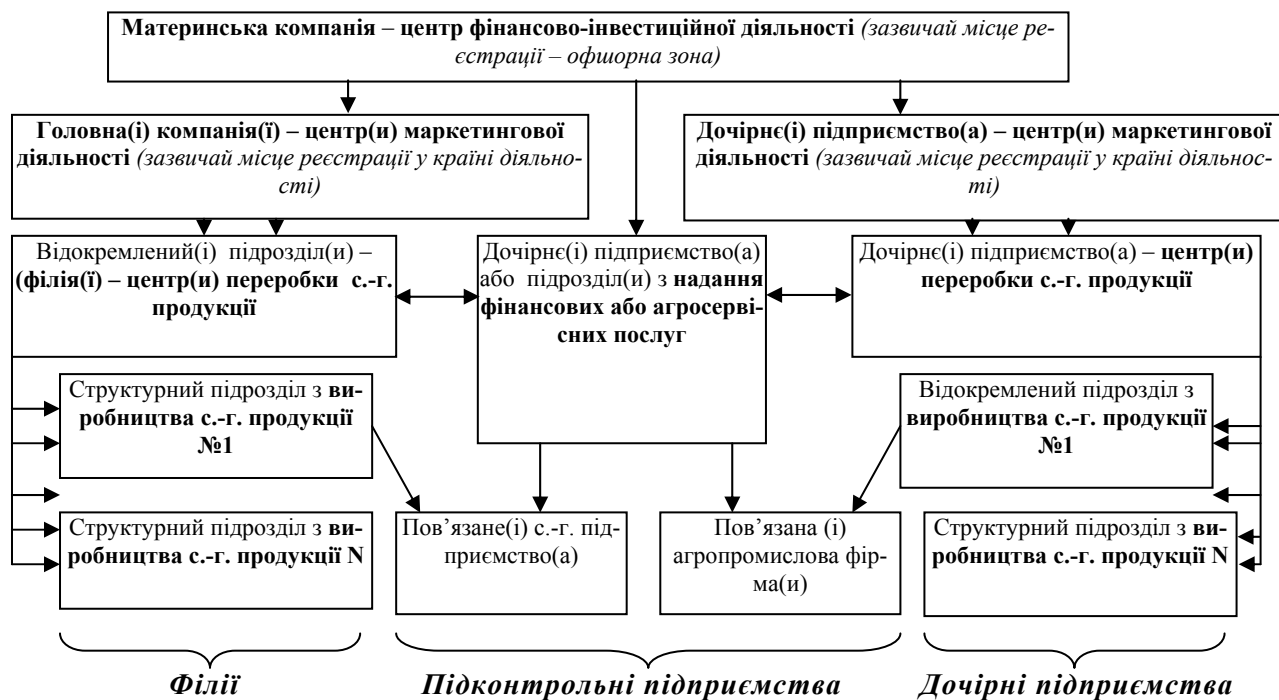 Материнська компанія – центр фінансово-інвестиційної діяльності (зазвичай місце ре-
єстрації – офшорна зона)
Головна(і) компанія(ї) – центр(и) маркетингової
діяльності (зазвичай місце реєстрації у країні діяльно-
сті)
Дочірнє(і) підприємство(а) – центр(и) маркетингової
діяльності (зазвичай місце реєстрації у країні діяльнос-
ті)
Відокремлений(і) підрозділ(и) –
(філія(ї) – центр(и) переробки с.-г.
продукції
Дочірнє(і) підприємство(а)
або підрозділ(и) з надання
фінансових або агросерві-
сних послуг
Дочірнє(і) підприємство(а) – центр(и)
переробки с.-г. продукції
Структурний підрозділ з ви-
робництва с.-г. продукції
№1
Відокремлений підрозділ з
виробництва с.-г. продукції
№1
Структурний підрозділ з ви-
робництва с.-г. продукції N
Пов’язане(і) с.-г. під-
приємство(а)
Пов’язана (і)
агропромислова фір-
ма(и)
Структурний підрозділ з ви-
робництва с.-г. продукції N
Філії
Підконтрольні підприємства
Дочірні підприємства